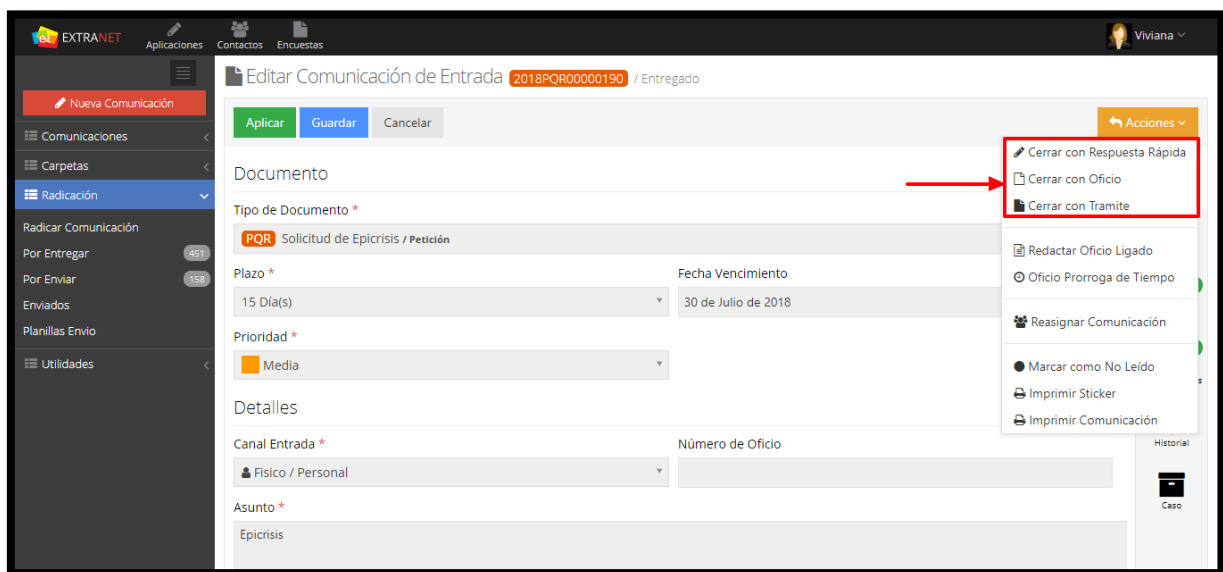 EXTRANET
Aplicaciones
Contactos
Encuestas
Viviana
Nueva Comunicación
Comunicaciones
Carpetas
Radicación
Radicar Comunicación
Por Entregar 451
Por Enviar 158
Enviados
Planillas Envio
Utilidades
Editar Comunicación de Entrada 2018PQR00000190 / Entregado
Aplicar Guardar Cancelar
Acciones
Cerrar con Respuesta Rápida
Cerrar con Oficio
Cerrar con Tramite
Redactar Oficio Ligado
Oficio Prorroga de Tiempo
Reasignar Comunicación
Marcar como No Leído
Imprimir Sticker
Imprimir Comunicación
Documento
Tipo de Documento *
PQR Solicitud de Epicrisis / Petición
Plazo *
15 Día(s)
Fecha Vencimiento
30 de Julio de 2018
Prioridad *
Media
Detalles
Canal Entrada *
Fisico / Personal
Número de Oficio
Asunto *
Epicrisis
Historial
Caso